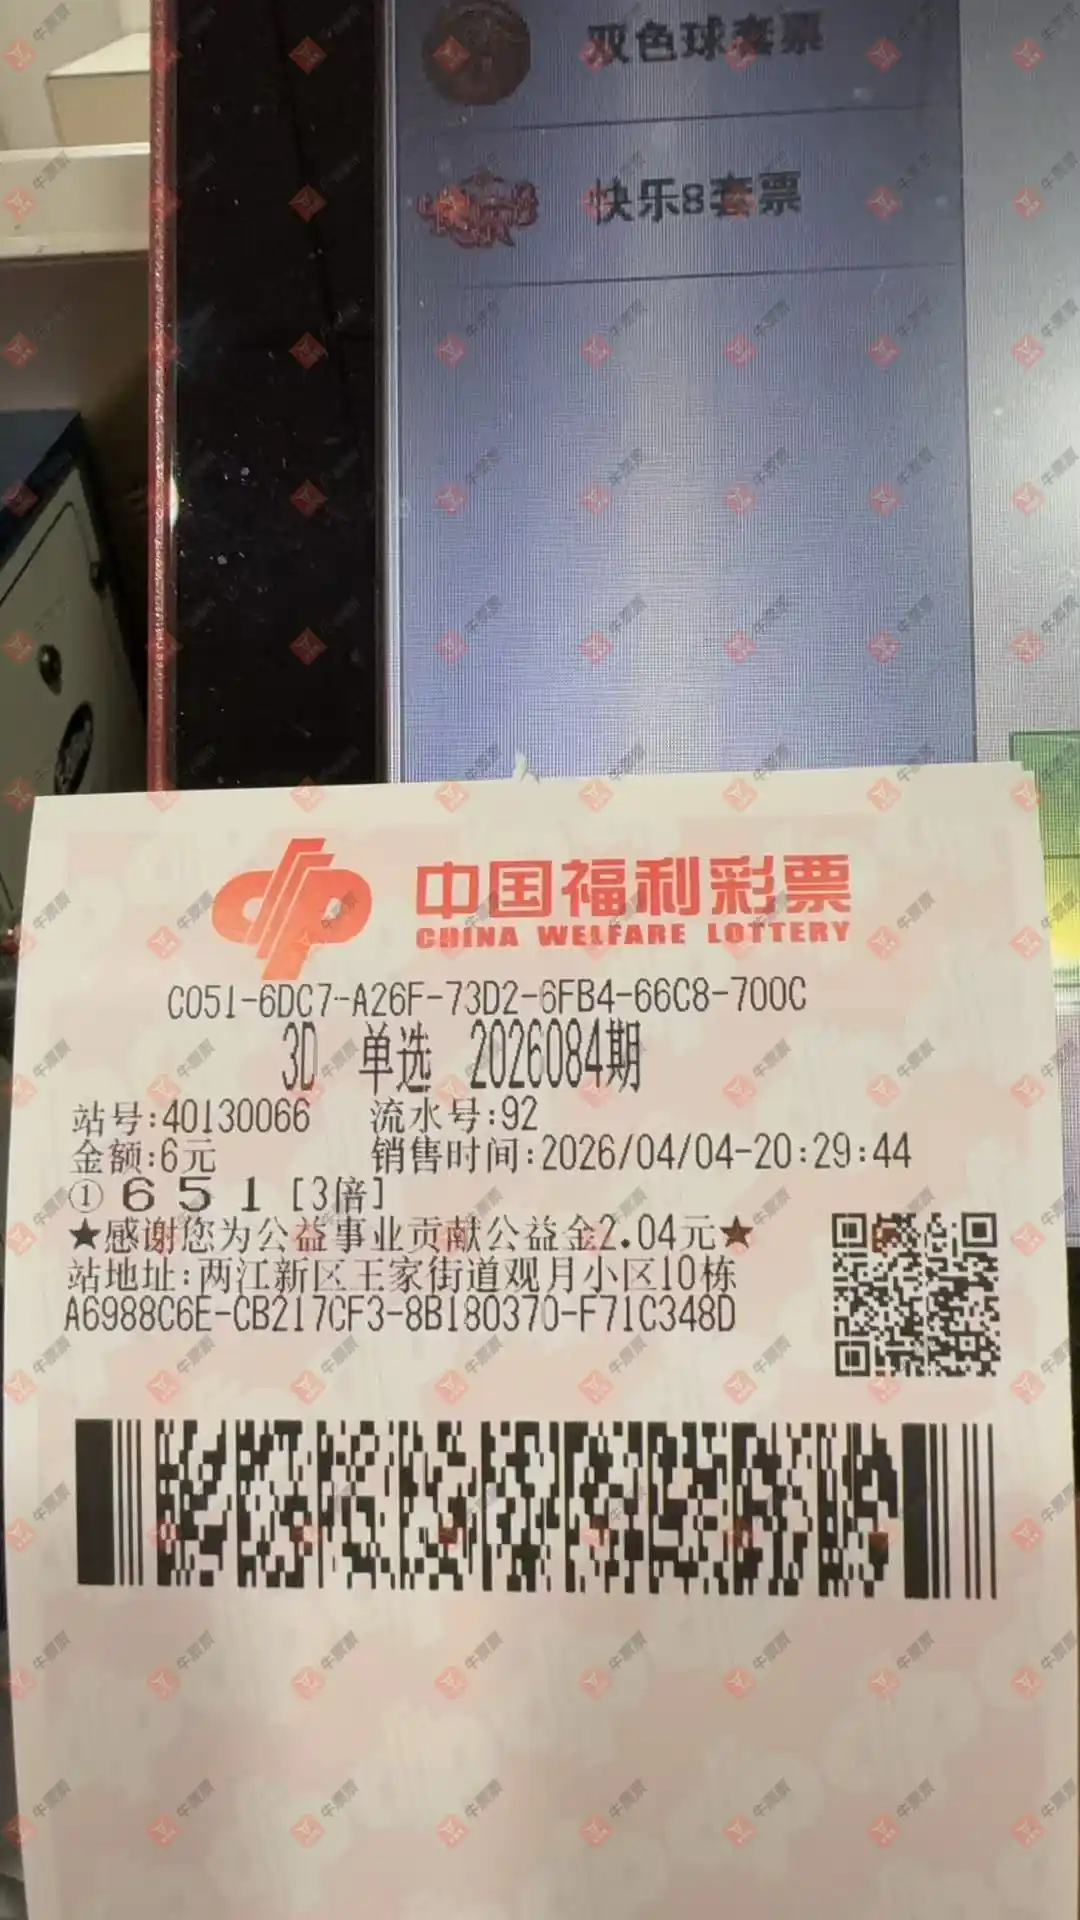 双色球套票
快乐8套票
中国福利彩票
CHINA WELFARE LOTTERY
C051-6DC7-A26F-73D2-6FB4-66C8-700C
3D 单选 2026084期
站号:40130066 流水号:92
金额:6元 销售时间:2026/04/04-20:29:44
① 6 5 1 [3倍]
★感谢您为公益事业贡献公益金2.04元★
站地址:两江新区王家街道观月小区10栋
A6988C6E-CB217CF3-8B180370-F71C348D
牛票票